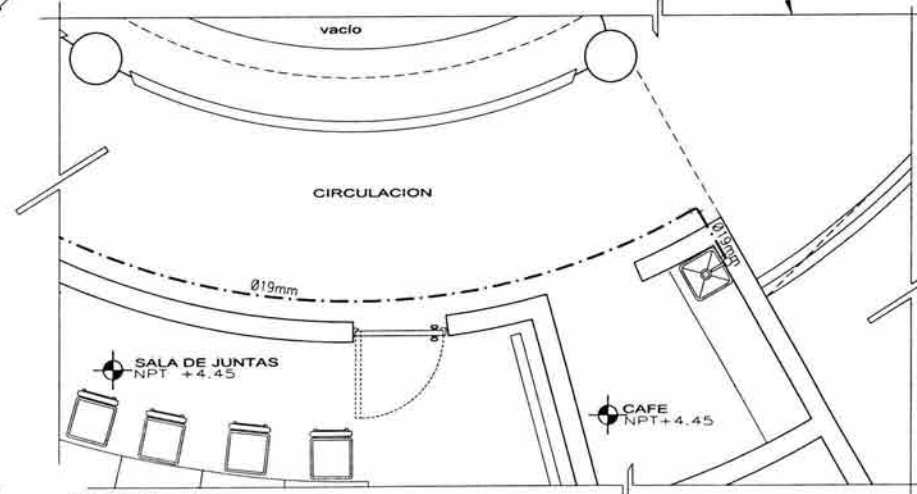 vacío
CIRCULACION
Ø19mm
Ø19mm
SALA DE JUNTAS
NPT +4.45
CAFE
NPT+4.45